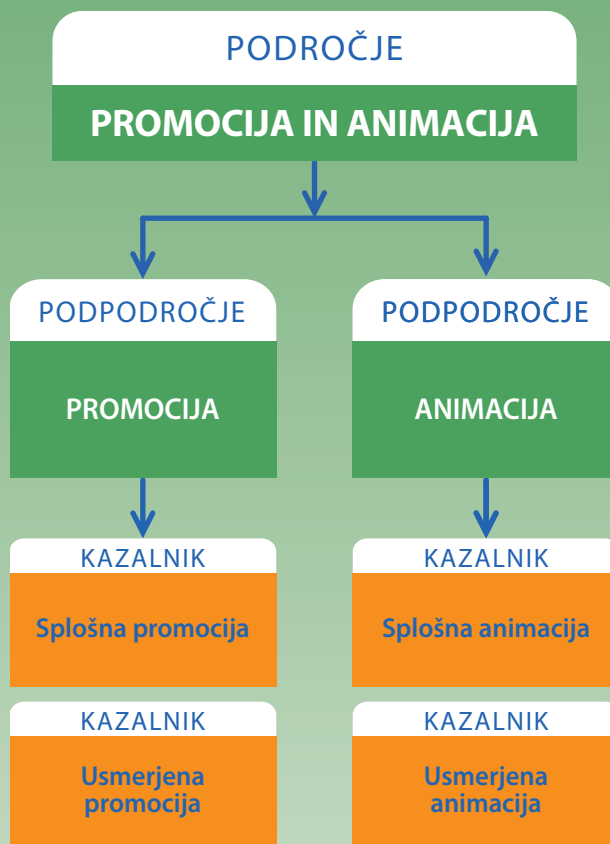 PODROČJE
PROMOCIJA IN ANIMACIJA
PODPODROČJE
PROMOCIJA
KAZALNIK
Splošna promocija
KAZALNIK
Usmerjena
promocija
PODPODROČJE
ANIMACIJA
KAZALNIK
Splošna animacija
KAZALNIK
Usmerjena
animacija